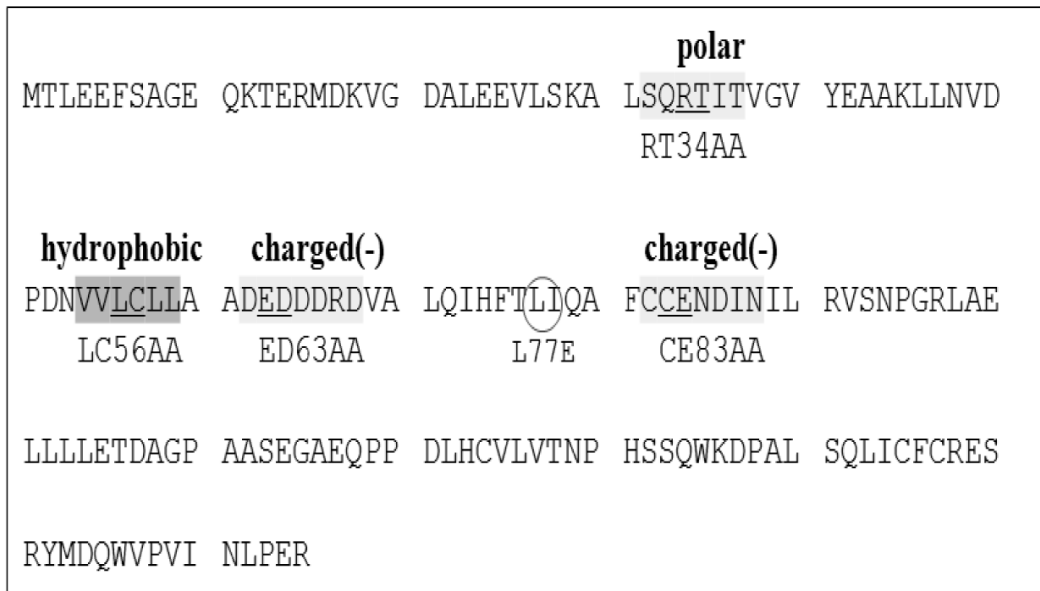 polar
MTLEEFSAGE QKTERMDKVG DALEEVLSKA LSQRTITVGV YEAAKLLNVD
RT34AA
hydrophobic charged(-) charged(-)
PDNVVLCLLA ADEDDDRDVA LQIHFTLIQA FCCENDINIL RVSNPGRLAE
LC56AA ED63AA L77E CE83AA
LLLLETDAGP AASEGAEQPP DLHCVLVTNP HSSQWKDPAL SQLICFCRES
RYMDQWVPVI NLPER